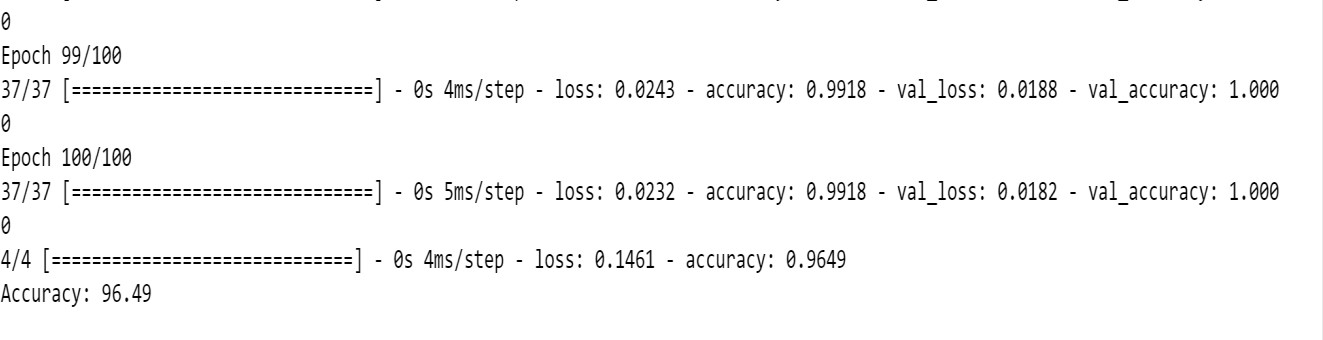 0
Epoch 99/100
37/37 [==============================] - 0s 4ms/step - loss: 0.0243 - accuracy: 0.9918 - val_loss: 0.0188 - val_accuracy: 1.000
0
Epoch 100/100
37/37 [==============================] - 0s 5ms/step - loss: 0.0232 - accuracy: 0.9918 - val_loss: 0.0182 - val_accuracy: 1.000
0
4/4 [==============================] - 0s 4ms/step - loss: 0.1461 - accuracy: 0.9649
Accuracy: 96.49